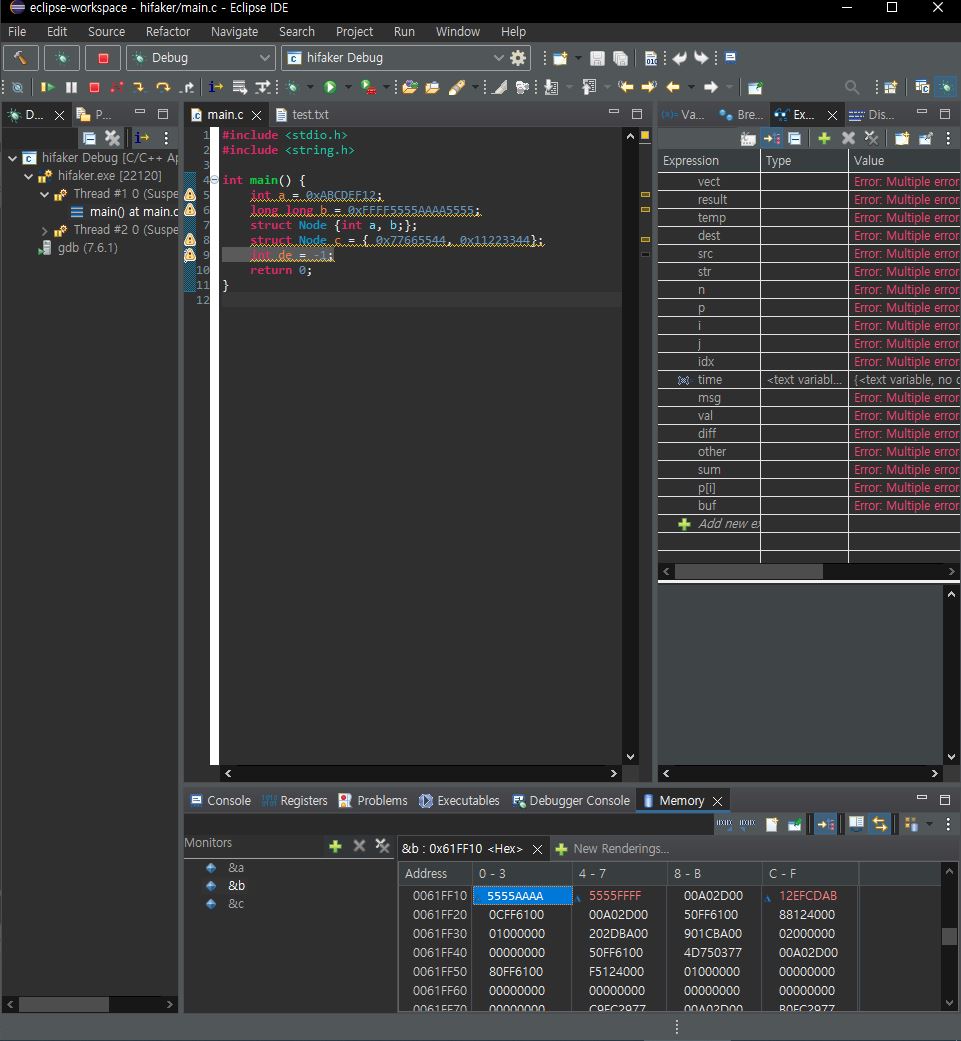 eclipse-workspace - hifaker/main.c - Eclipse IDE
File Edit Source Refactor Navigate Search Project Run Window Help
Debug hifaker Debug
D... P... main.c test.txt Va... Bre... Ex... Dis...
hifaker Debug [C/C++ Ap
hifaker.exe [22120]
Thread #1 0 (Suspe
main() at main.c
Thread #2 0 (Suspe
gdb (7.6.1)
1 #include <stdio.h>
2 #include <string.h>
3
4 int main() {
5 int a = 0xABCDEF12;
6 long long b = 0xFFFF5555AAAA5555;
7 struct Node {int a, b;};
8 struct Node c = { 0x77665544, 0x11223344};
9 int de = -1;
10 return 0;
11 }
12
Expression Type Value
vect Error: Multiple error
result Error: Multiple error
temp Error: Multiple error
dest Error: Multiple error
src Error: Multiple error
str Error: Multiple error
n Error: Multiple error
p Error: Multiple error
i Error: Multiple error
j Error: Multiple error
idx Error: Multiple error
time <text variabl... {<text variable, no d
msg Error: Multiple error
val Error: Multiple error
diff Error: Multiple error
other Error: Multiple error
sum Error: Multiple error
p[i] Error: Multiple error
buf Error: Multiple error
Add new ex
Console Registers Problems Executables Debugger Console Memory
Monitors
&a
&b
&c
&b : 0x61FF10 <Hex> New Renderings...
Address 0 - 3 4 - 7 8 - B C - F
0061FF10 5555AAAA 5555FFFF 00A02D00 12EFCDAB
0061FF20 0CFF6100 00A02D00 50FF6100 88124000
0061FF30 01000000 202DBA00 901CBA00 02000000
0061FF40 00000000 50FF6100 4D750377 00A02D00
0061FF50 80FF6100 F5124000 01000000 00000000
0061FF60 00000000 00000000 00000000 00000000
0061FF70 00000000 C9FC2977 00A02D00 B0FC2977